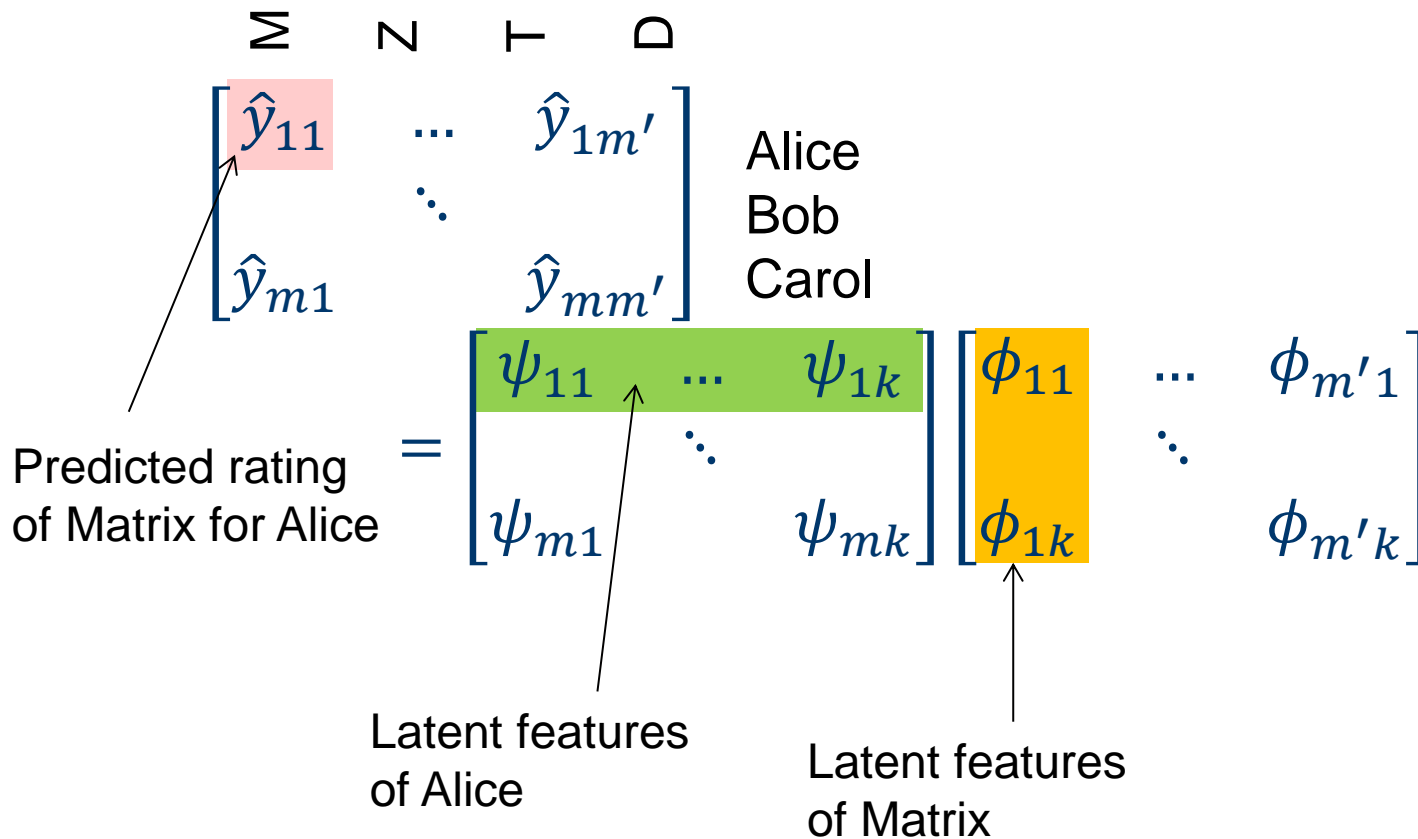 M Z T D
ŷ₁₁ ... ŷ₁ₘ′ Alice
⋱ Bob
ŷₘ₁ ŷₘₘ′ Carol
ψ₁₁ ... ψ₁ₖ ϕ₁₁ ... ϕₘ′₁
= ⋱ ⋱
ψₘ₁ ψₘₖ ϕ₁ₖ ϕₘ′ₖ
Predicted rating
of Matrix for Alice
Latent features
of Alice
Latent features
of Matrix